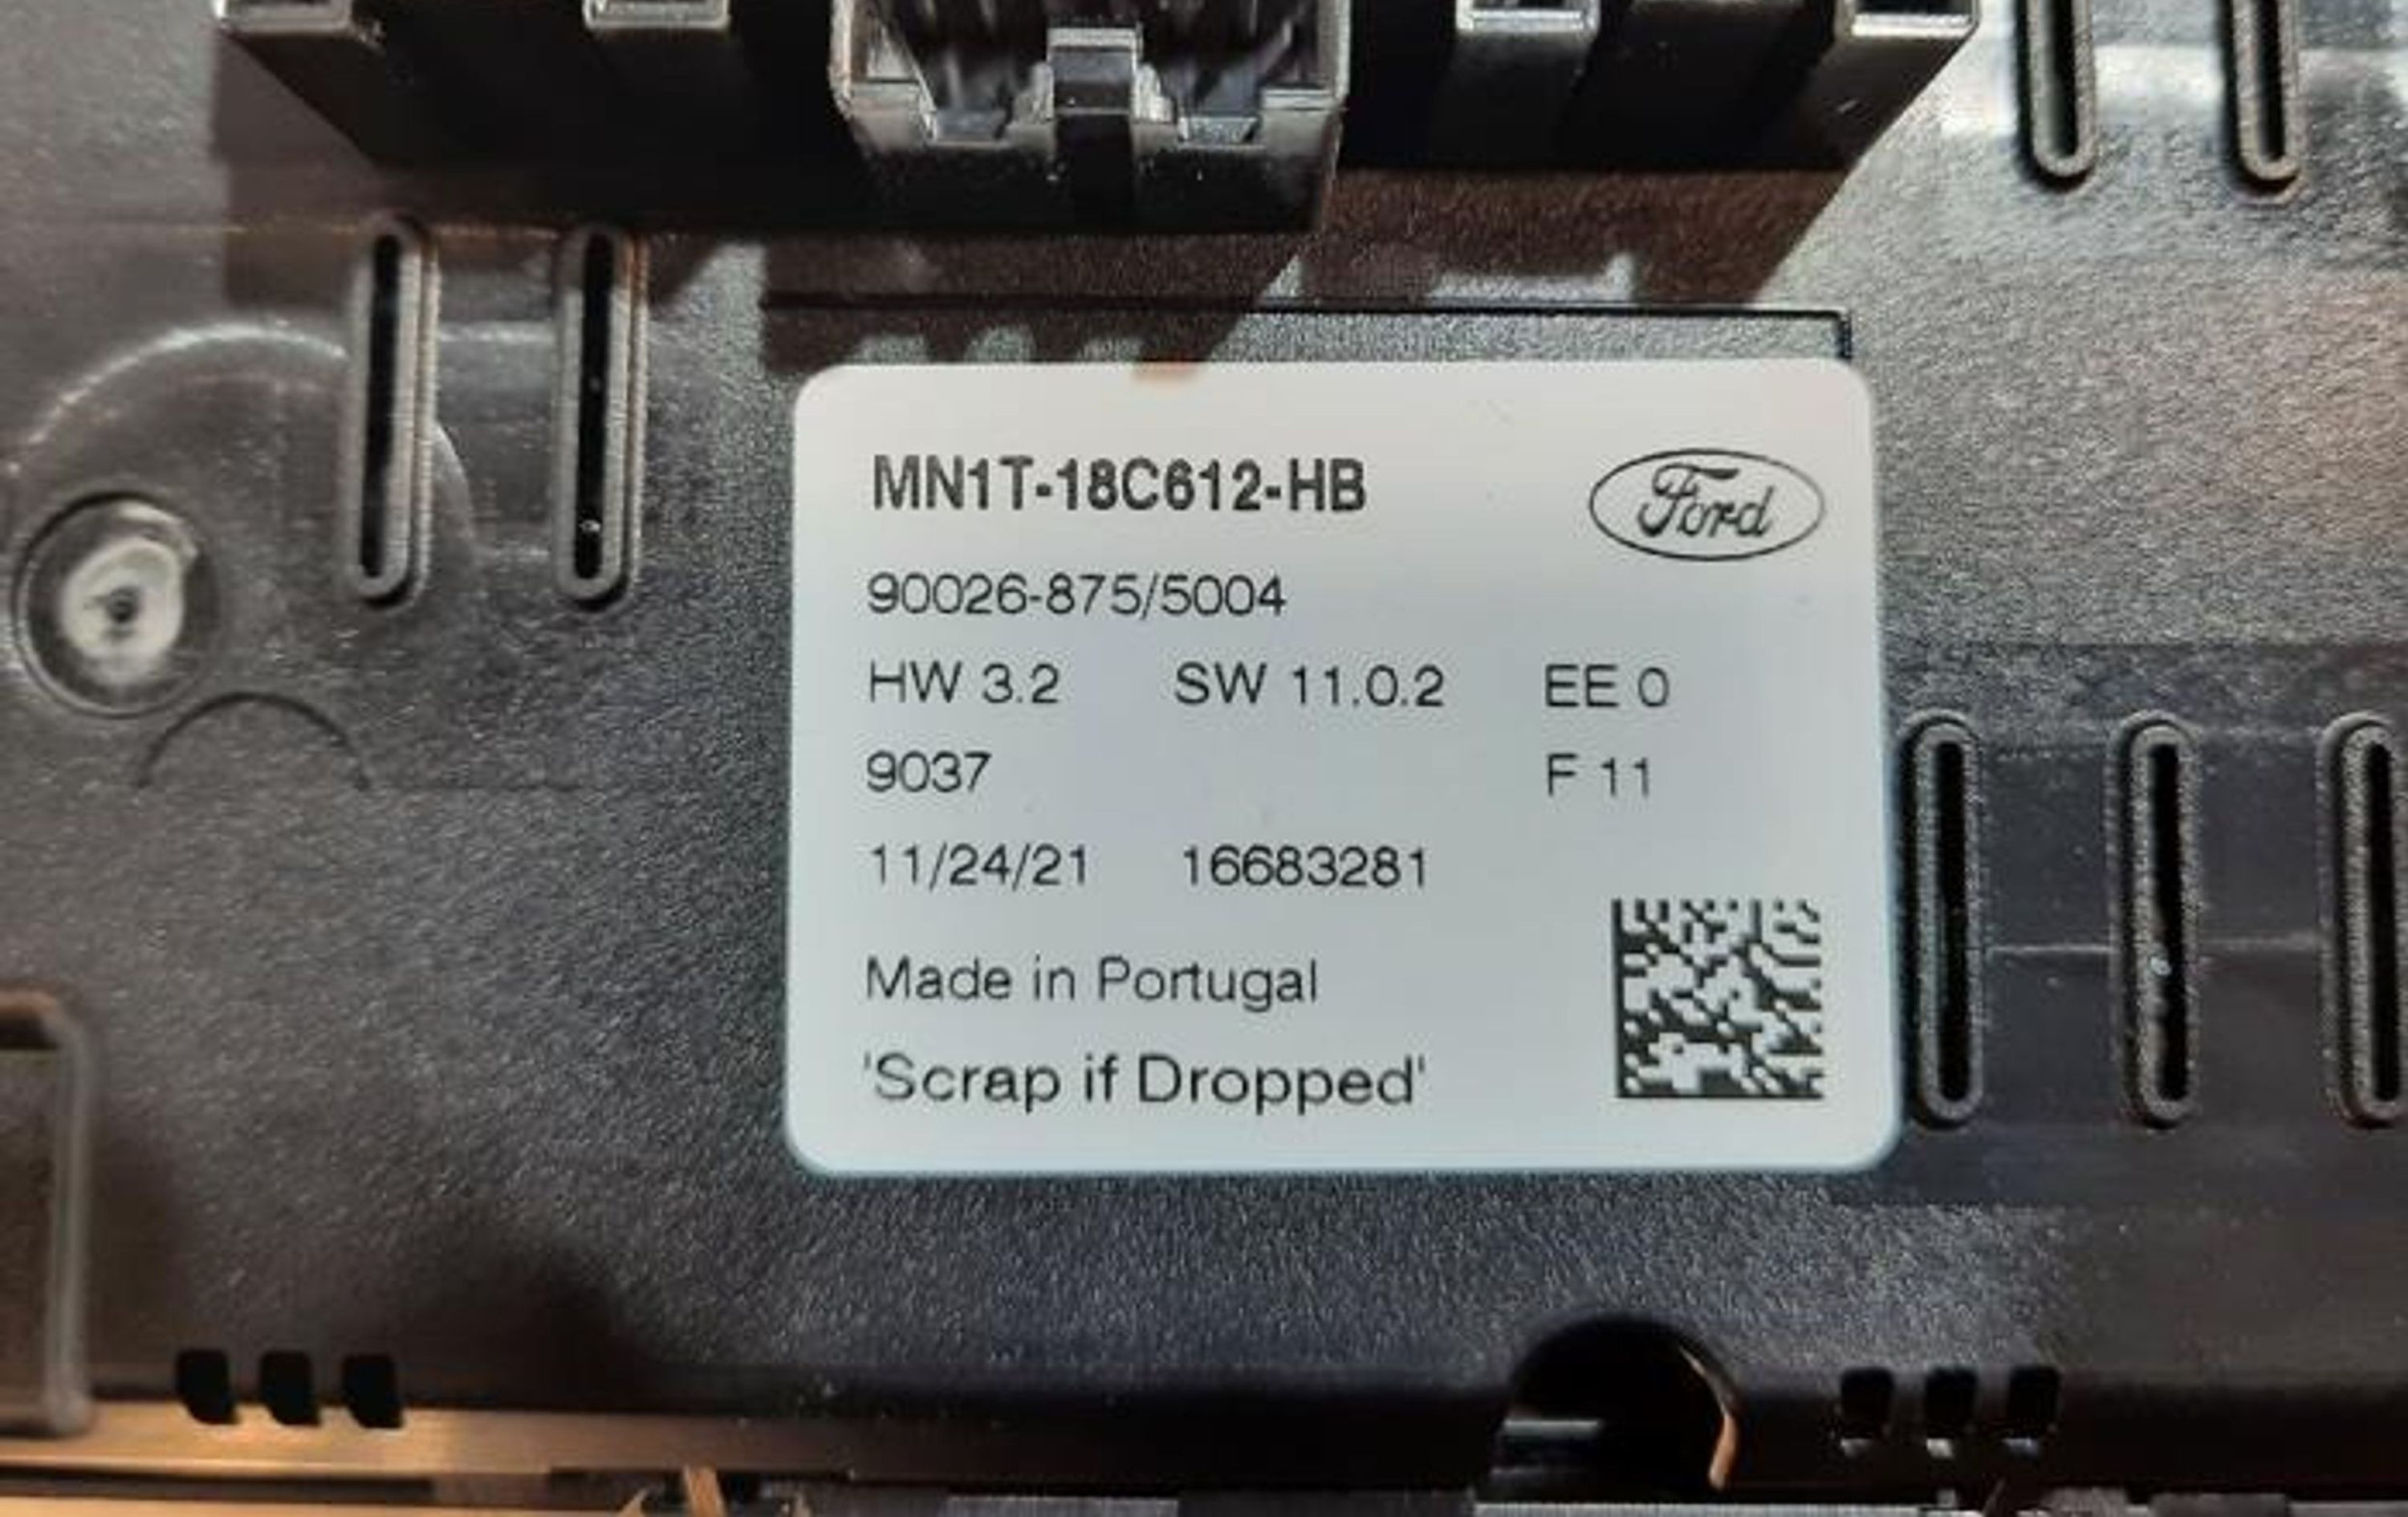 MN1T-18C612-HB
Ford
90026-875/5004
HW 3.2 SW 11.0.2 EE 0
9037 F 11
11/24/21 16683281
Made in Portugal
'Scrap if Dropped'